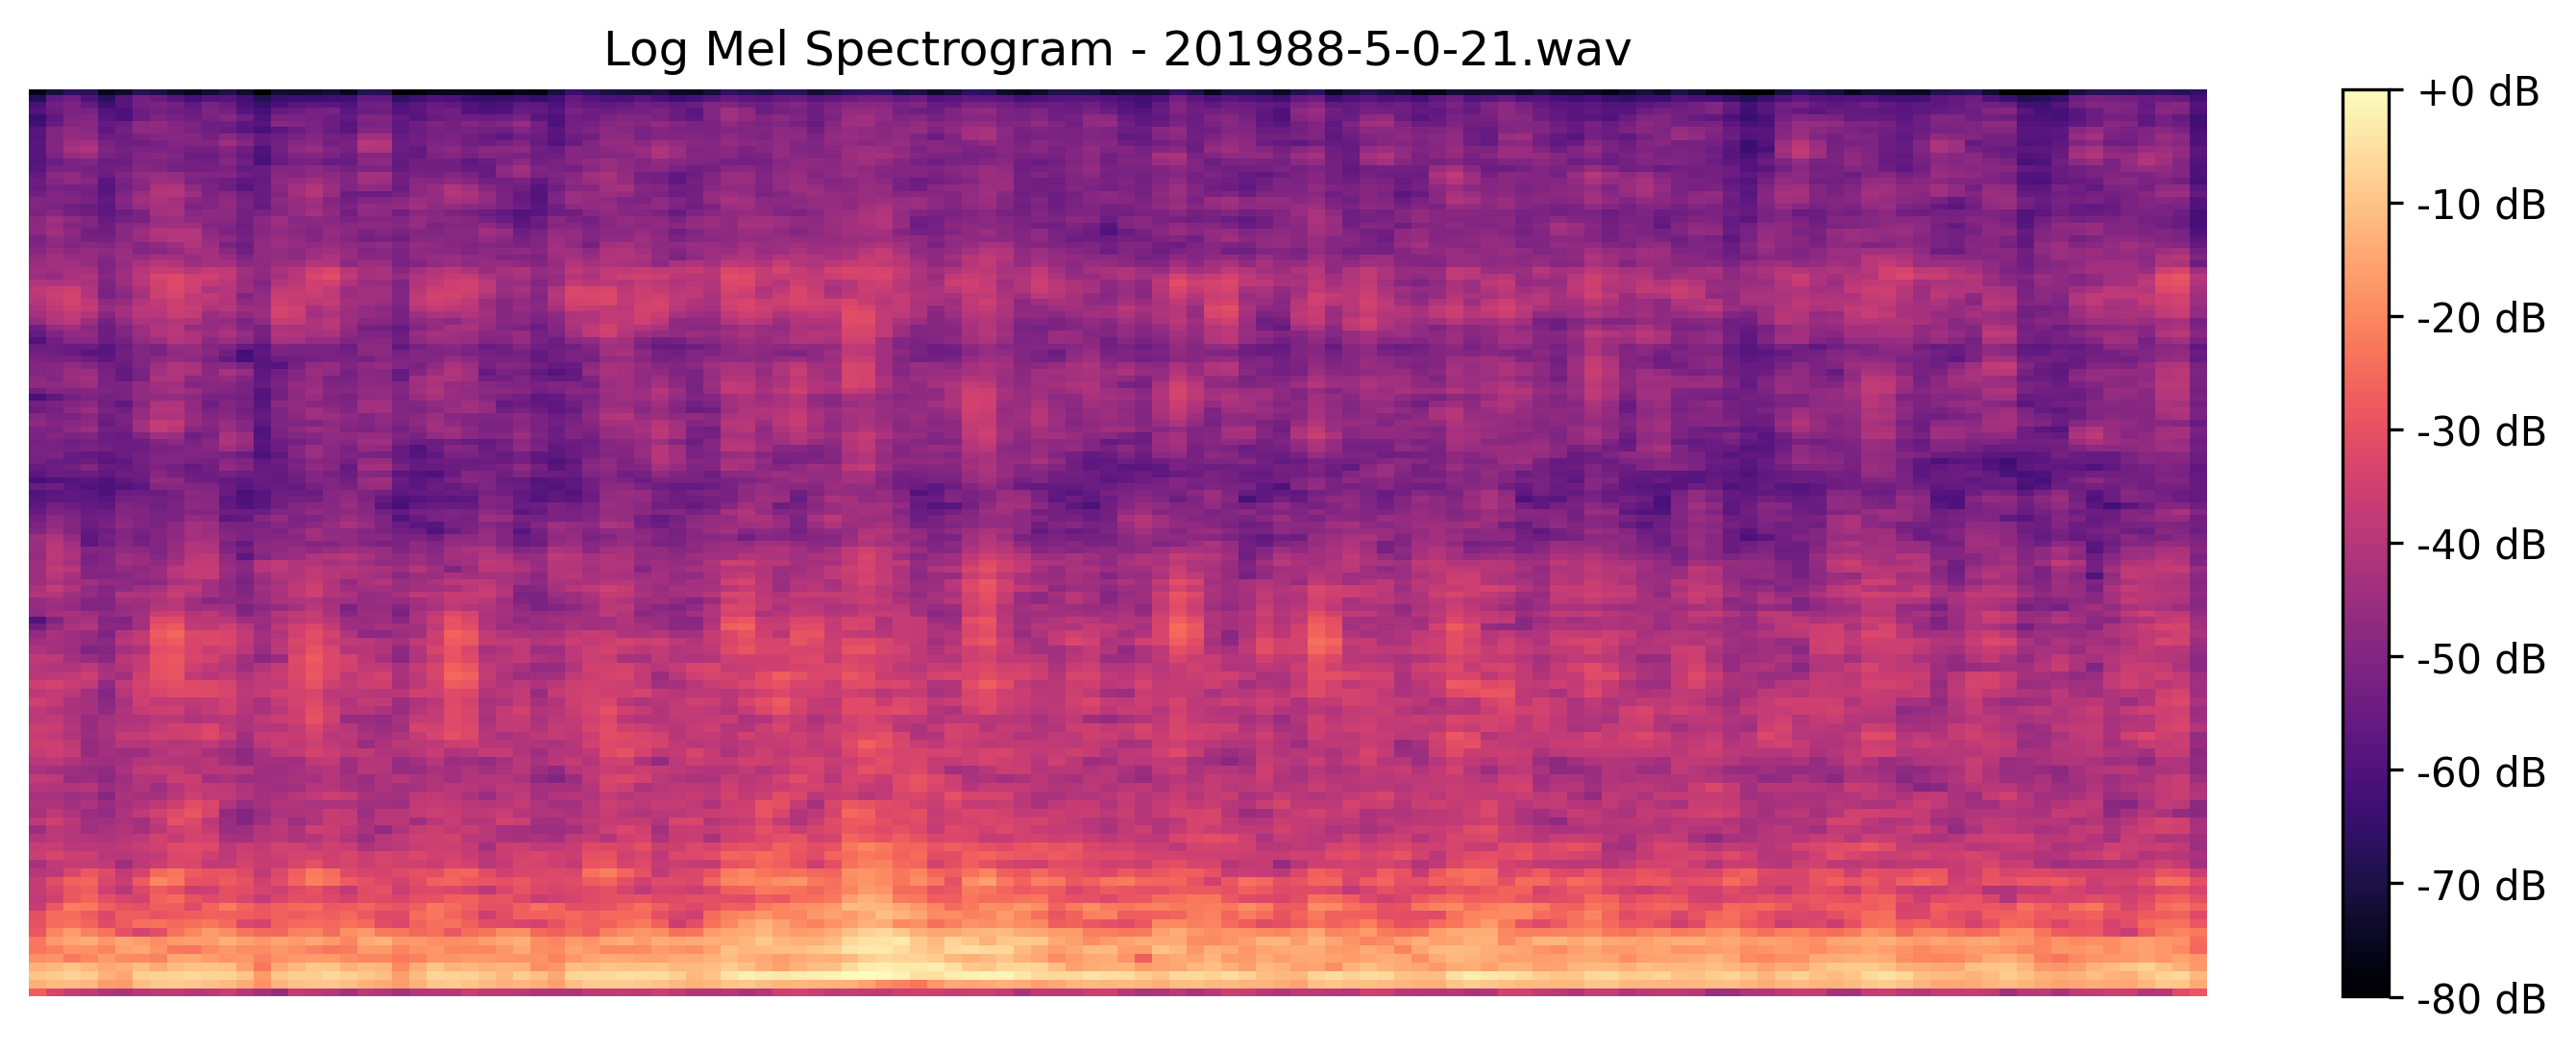 Log Mel Spectrogram - 201988-5-0-21.wav
+0 dB
-10 dB
-20 dB
-30 dB
-40 dB
-50 dB
-60 dB
-70 dB
-80 dB